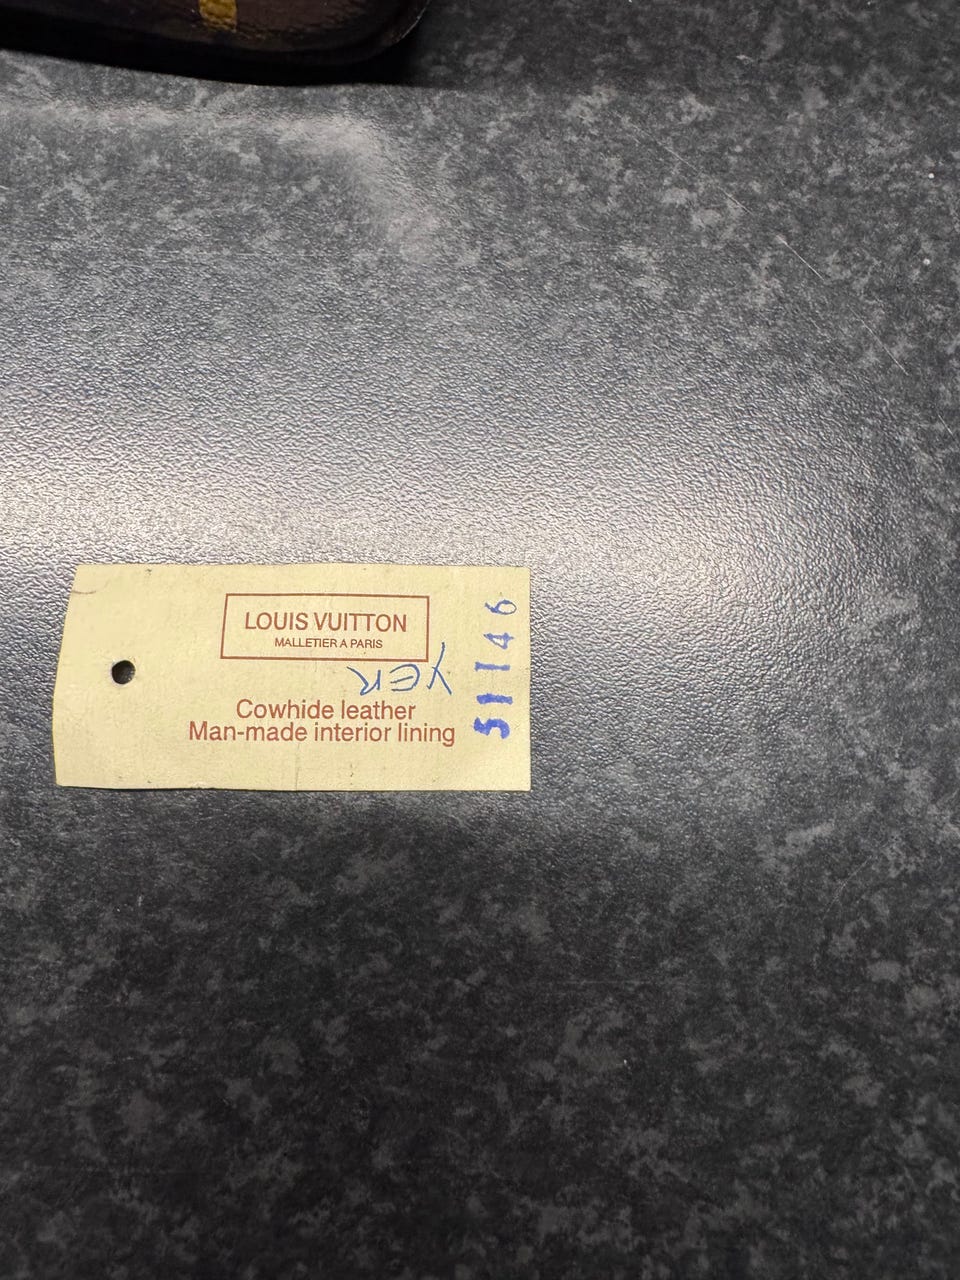 LOUIS VUITTON
MALLETIER A PARIS
YER
Cowhide leather
Man-made interior lining
51146